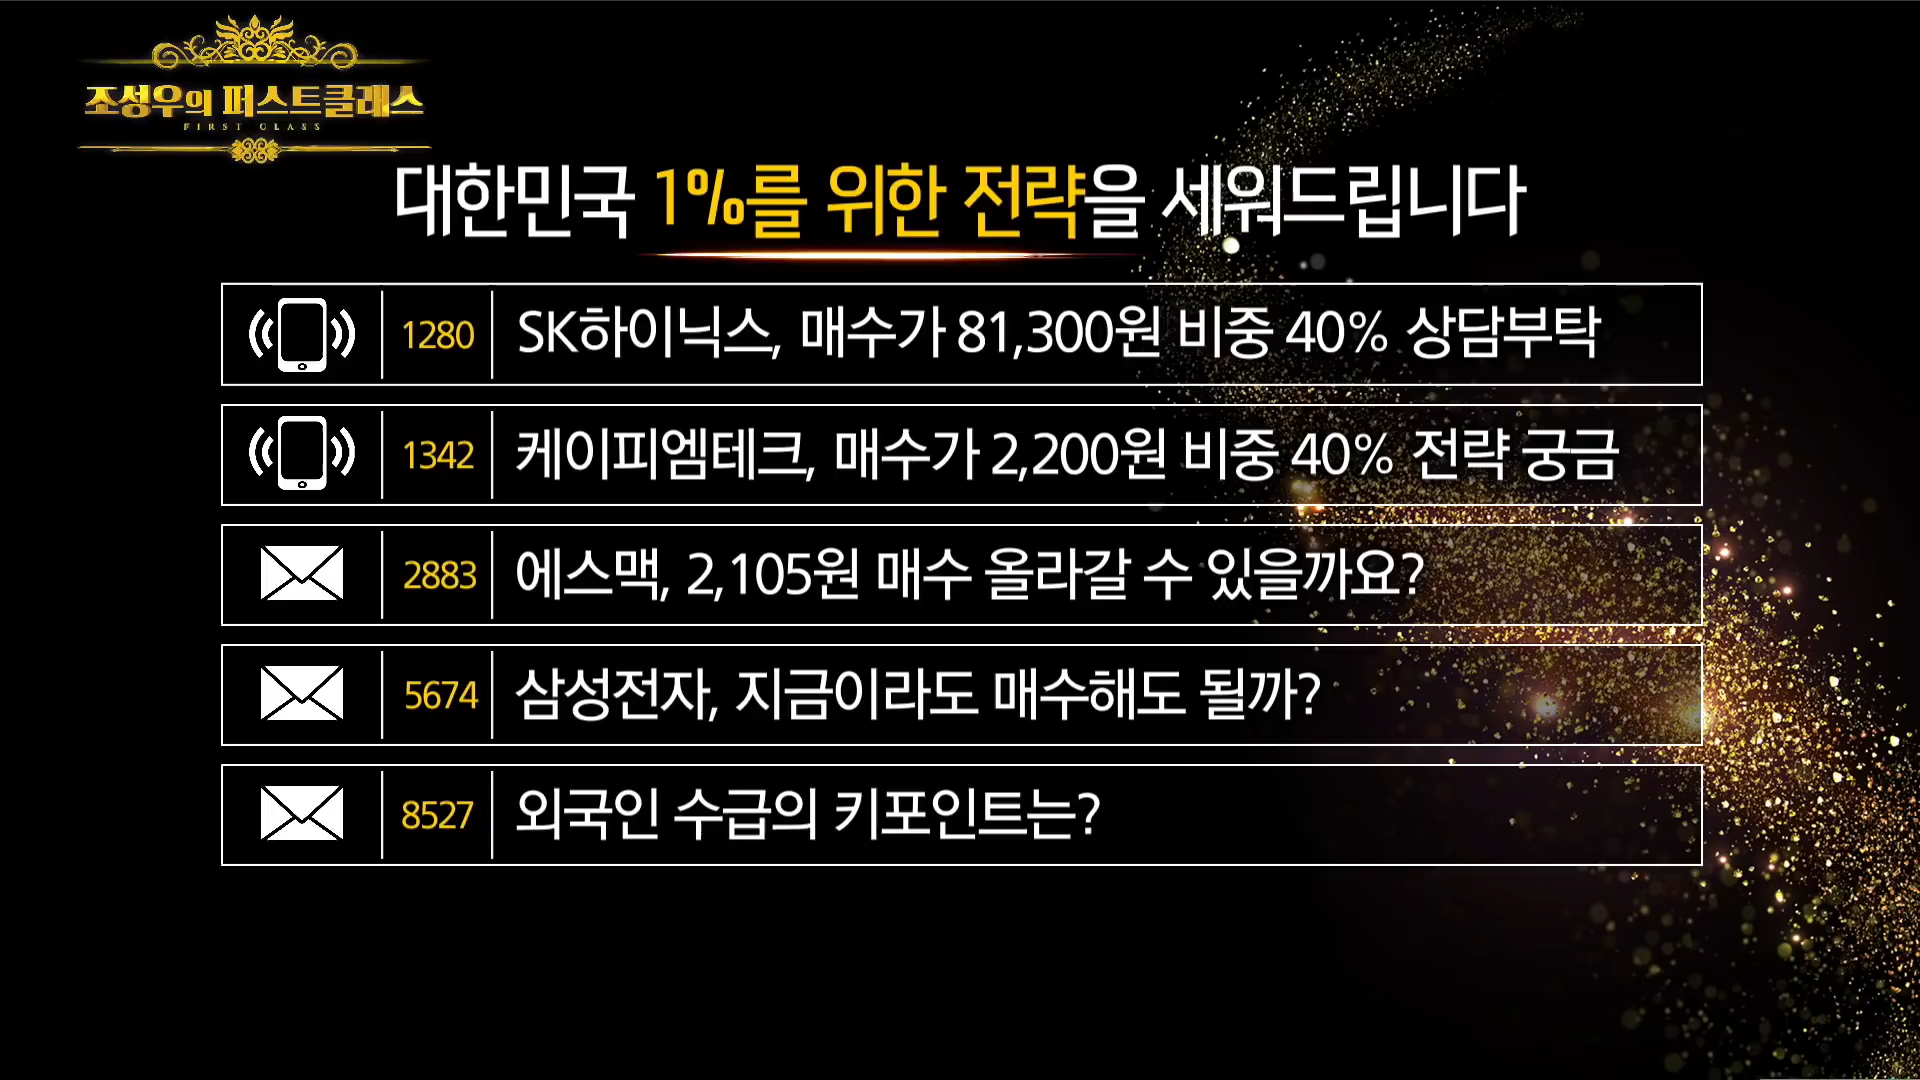 조성우의 퍼스트클래스
FIRST CLASS
대한민국 1%를 위한 전략을 세워드립니다
1280 SK하이닉스, 매수가 81,300원 비중 40% 상담부탁
1342 케이피엠테크, 매수가 2,200원 비중 40% 전략 궁금
2883 에스맥, 2,105원 매수 올라갈 수 있을까요?
5674 삼성전자, 지금이라도 매수해도 될까?
8527 외국인 수급의 키포인트는?